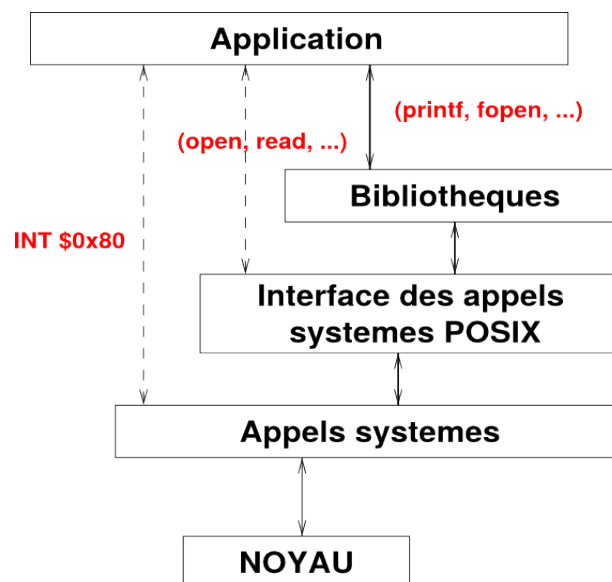 Application
(printf, fopen, ...)
(open, read, ...)
Bibliotheques
INT $0x80
Interface des appels
systemes POSIX
Appels systemes
NOYAU